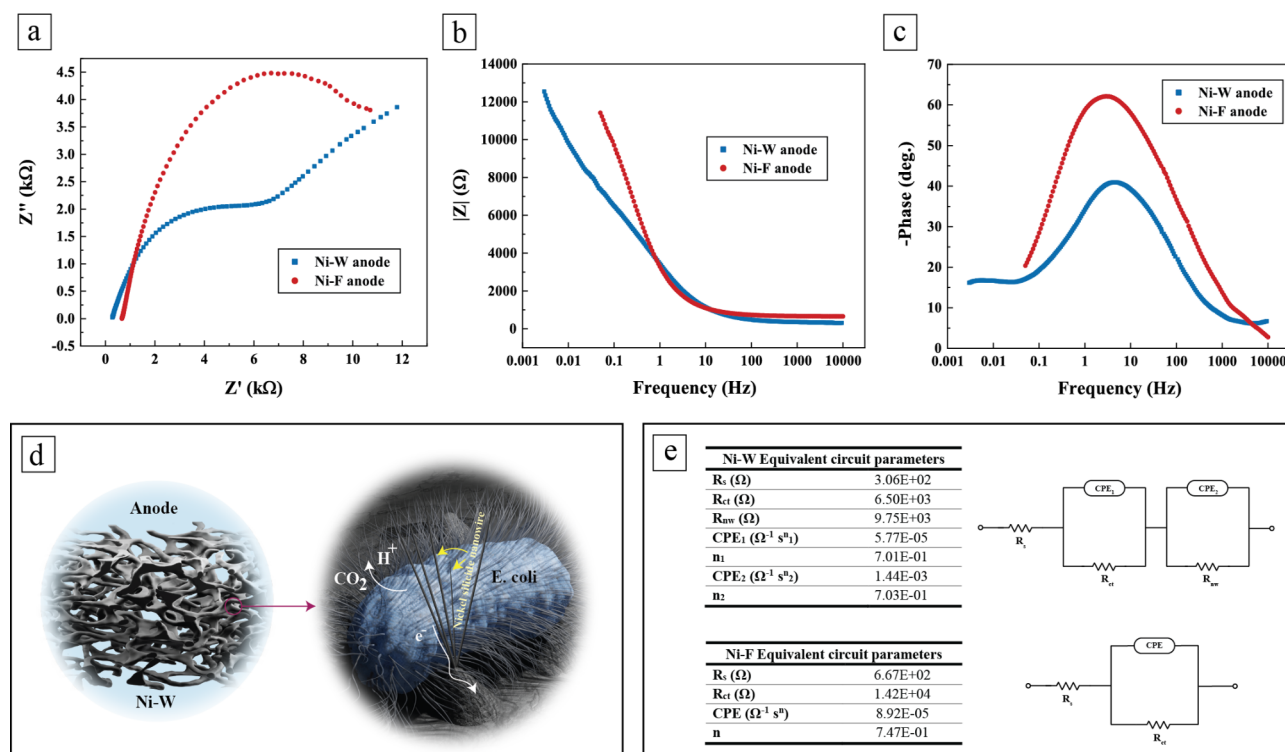 a
4.5
4.0
3.5
3.0
2.5
2.0
1.5
1.0
0.5
0.0
-0.5
Z'' (kΩ)
Ni-W anode
Ni-F anode
0 2 4 6 8 10 12
Z' (kΩ)
b
14000
12000
10000
8000
6000
4000
2000
0
|Z| (Ω)
Ni-W anode
Ni-F anode
0.001 0.01 0.1 1 10 100 1000 10000
Frequency (Hz)
c
70
60
50
40
30
20
10
0
-Phase (deg.)
Ni-W anode
Ni-F anode
0.001 0.1 1 10 100 1000 10000
Frequency (Hz)
d
Anode
Ni-W
CO2
H+
Nickel silicide nanowire
E. coli
e-
e
Ni-W Equivalent circuit parameters
Rs (Ω) 3.06E+02
Rct (Ω) 6.50E+03
Rnw (Ω) 9.75E+03
CPE1 (Ω-1 sn1) 5.77E-05
n1 7.01E-01
CPE2 (Ω-1 sn2) 1.44E-03
n2 7.03E-01
CPE1 CPE2
Rs
Rct Rnw
Ni-F Equivalent circuit parameters
Rs (Ω) 6.67E+02
Rct (Ω) 1.42E+04
CPE (Ω-1 sn) 8.92E-05
n 7.47E-01
CPE
Rs
Rct